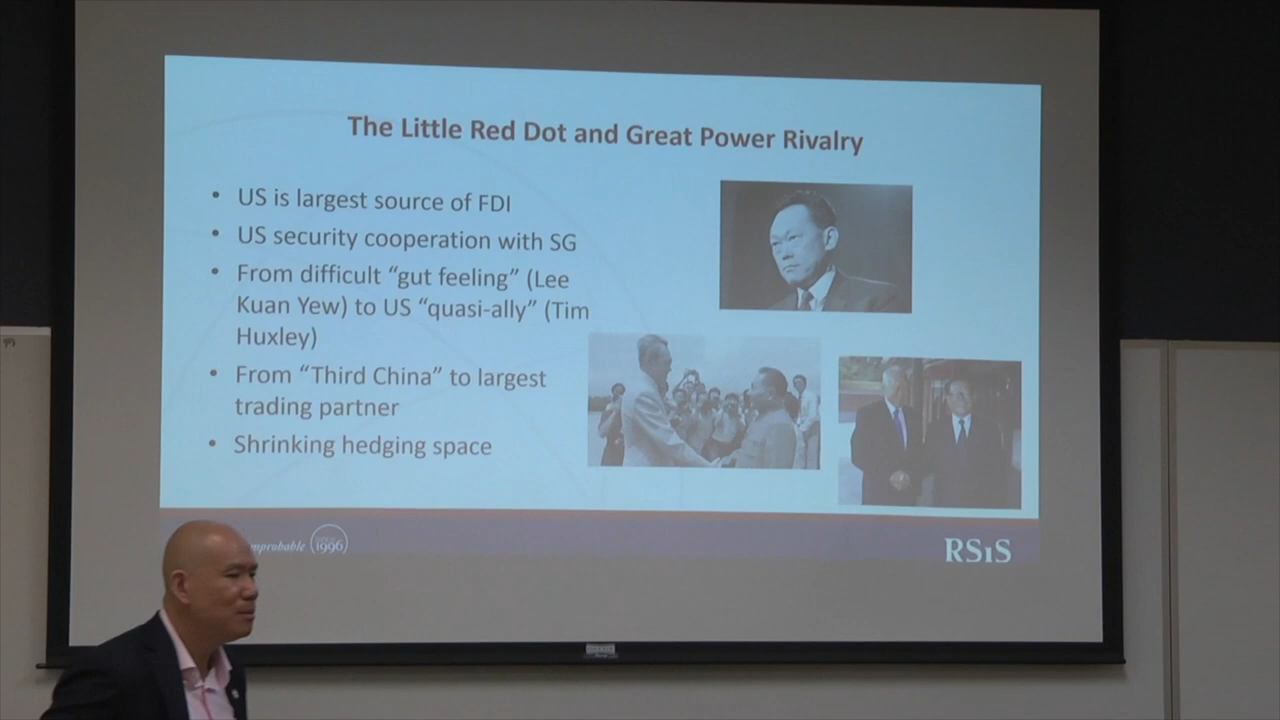 The Little Red Dot and Great Power Rivalry
• US is largest source of FDI
• US security cooperation with SG
• From difficult “gut feeling” (Lee
Kuan Yew) to US “quasi-ally” (Tim
Huxley)
• From “Third China” to largest
trading partner
• Shrinking hedging space
mprobable 1996
RSiS